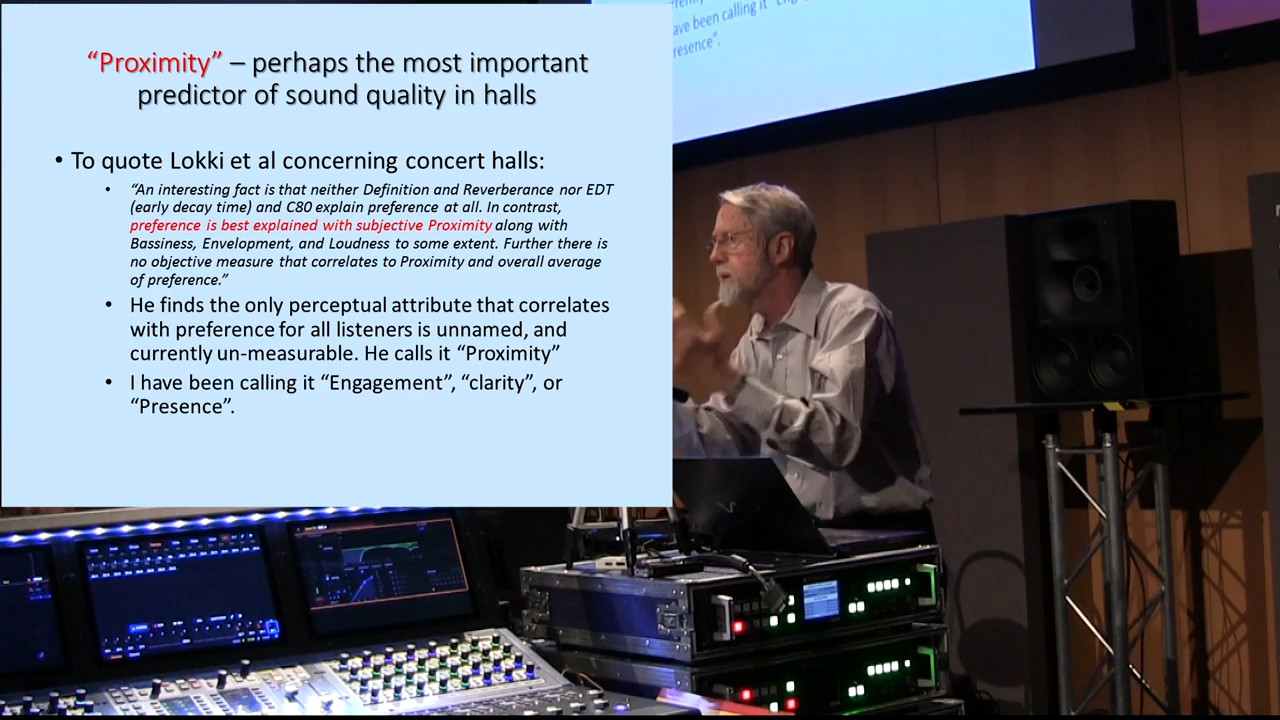 “Proximity” – perhaps the most important
predictor of sound quality in halls
• To quote Lokki et al concerning concert halls:
• “An interesting fact is that neither Definition and Reverberance nor EDT
(early decay time) and C80 explain preference at all. In contrast,
preference is best explained with subjective Proximity along with
Bassiness, Envelopment, and Loudness to some extent. Further there is
no objective measure that correlates to Proximity and overall average
of preference.”
• He finds the only perceptual attribute that correlates
with preference for all listeners is unnamed, and
currently un-measurable. He calls it “Proximity”
• I have been calling it “Engagement”, “clarity”, or
“Presence”.
ave been calling it
resence”.